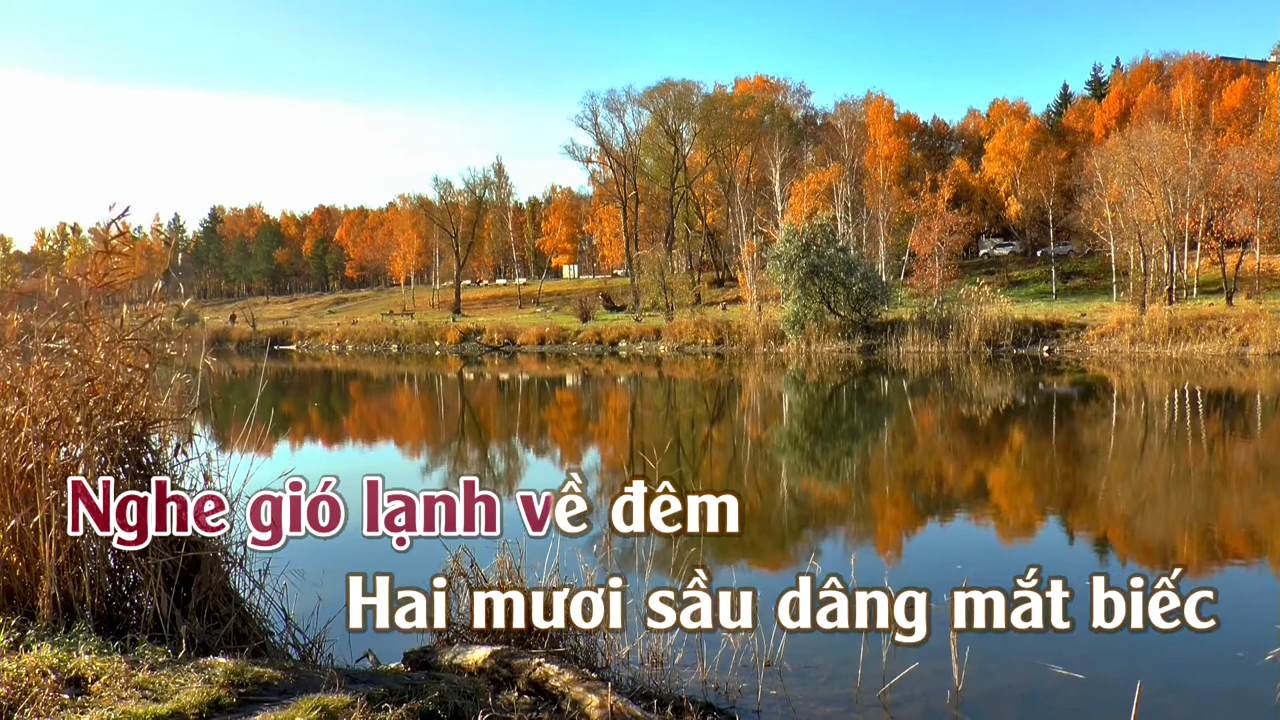 Nghe gió lạnh về đêm
Hai mươi sầu dâng mắt biếc